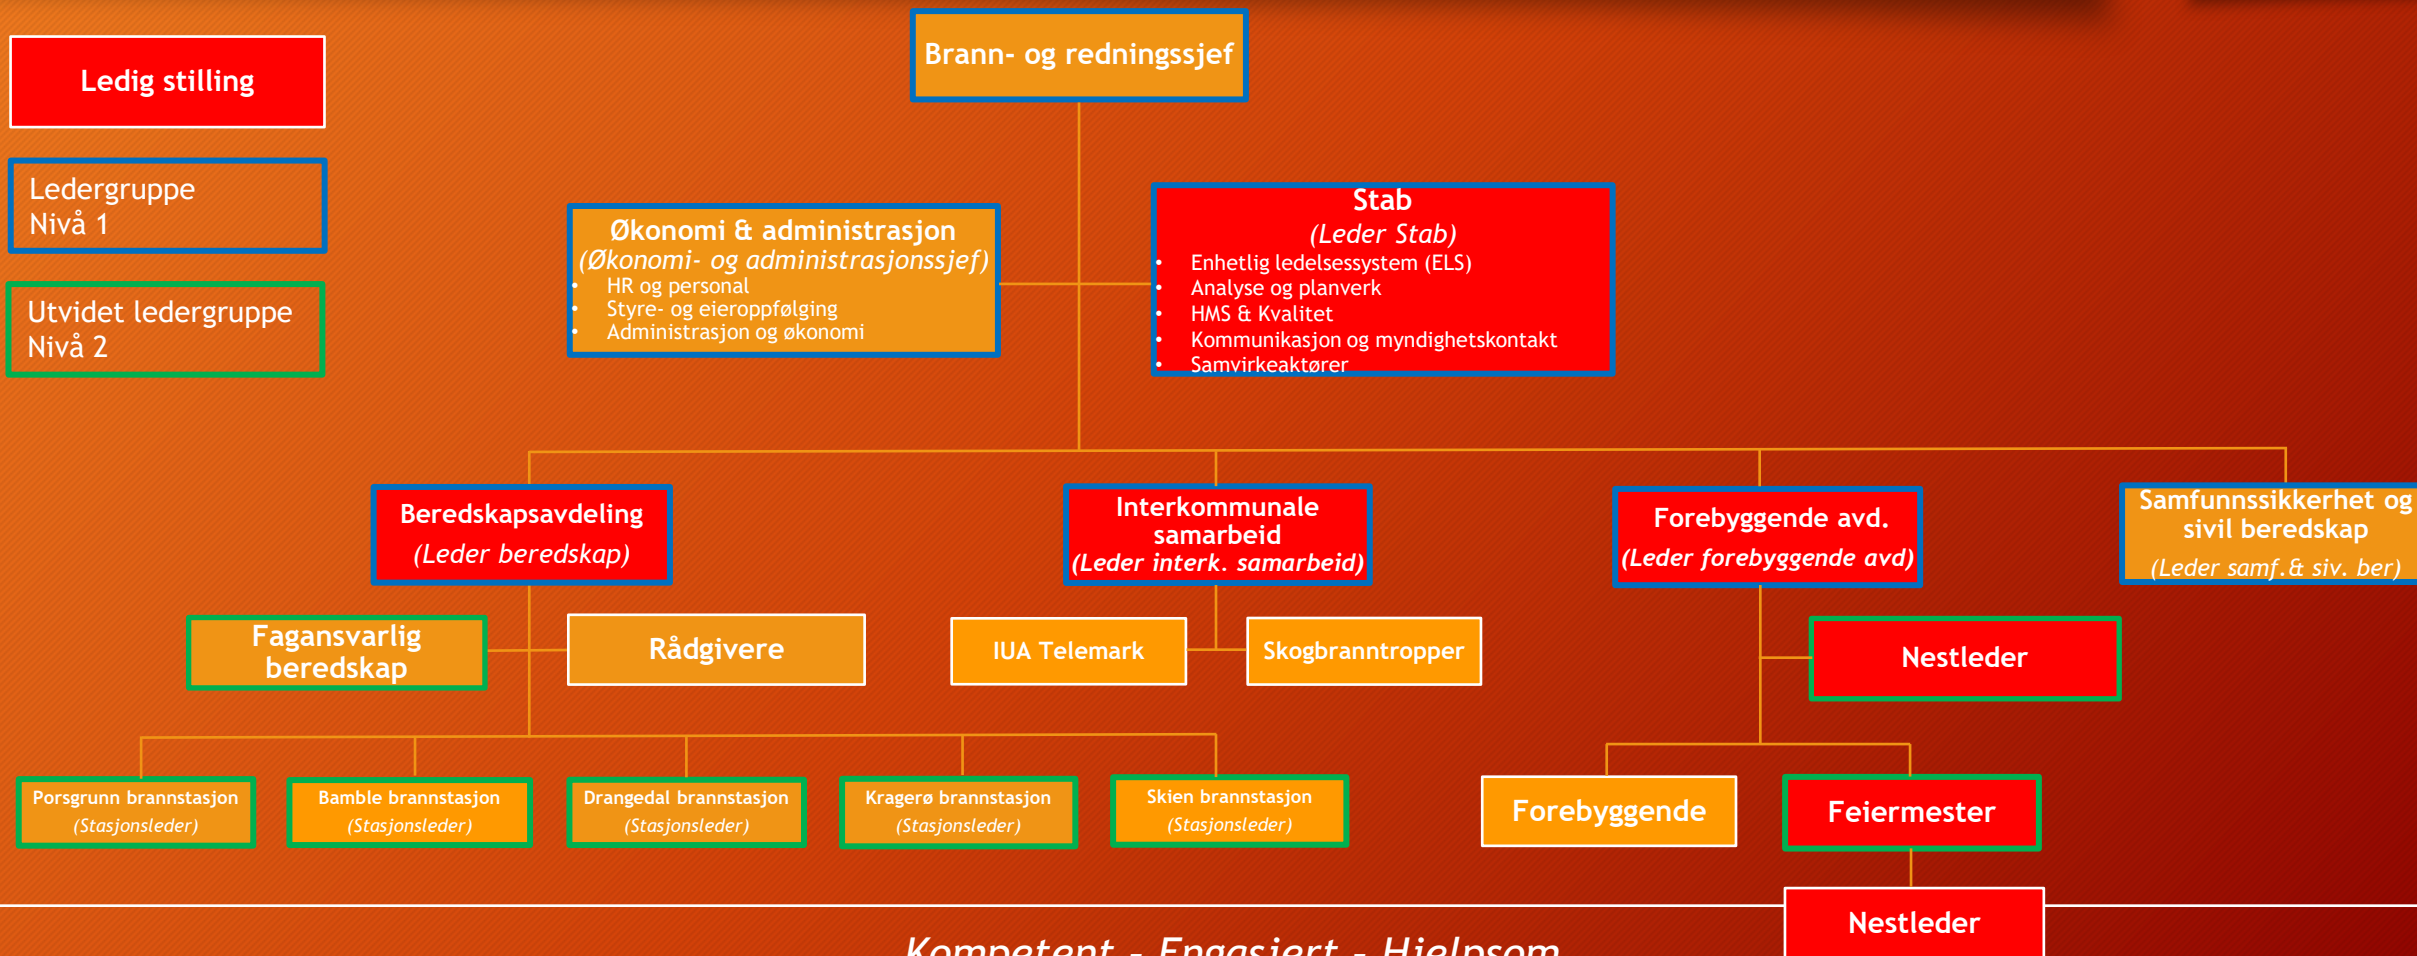 Brann- og redningssjef
Ledig stilling
Ledergruppe
Nivå 1
Utvidet ledergruppe
Nivå 2
Økonomi & administrasjon
(Økonomi- og administrasjonssjef)
• HR og personal
• Styre- og eieroppfølging
• Administrasjon og økonomi
Stab
(Leder Stab)
• Enhetlig ledelsessystem (ELS)
• Analyse og planverk
• HMS & Kvalitet
• Kommunikasjon og myndighetskontakt
• Samvirkeaktører
Beredskapsavdeling
(Leder beredskap)
Interkommunale
samarbeid
(Leder interk. samarbeid)
Forebyggende avd.
(Leder forebyggende avd)
Samfunnssikkerhet og
sivil beredskap
(Leder samf.& siv. ber)
Fagansvarlig
beredskap
Rådgivere
IUA Telemark
Skogbranntropper
Nestleder
Porsgrunn brannstasjon
(Stasjonsleder)
Bamble brannstasjon
(Stasjonsleder)
Drangedal brannstasjon
(Stasjonsleder)
Kragerø brannstasjon
(Stasjonsleder)
Skien brannstasjon
(Stasjonsleder)
Forebyggende
Feiermester
Nestleder
Kompetent - Engasjert - Hjelpsom